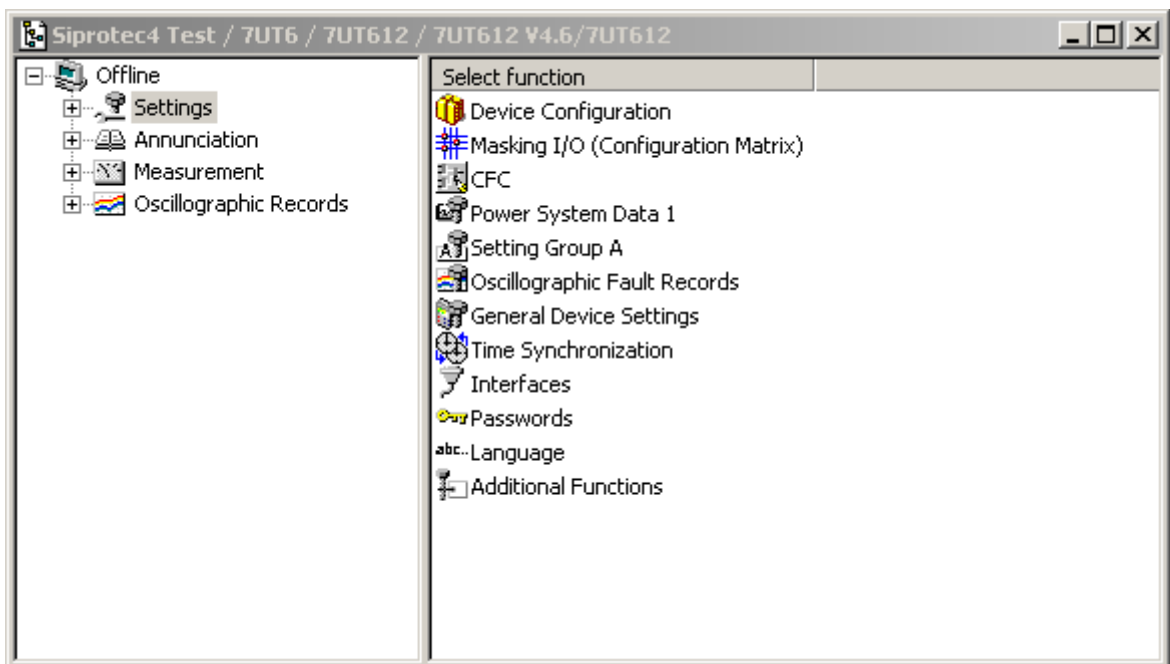 Siprotec4 Test / 7UT6 / 7UT612 / 7UT612 V4.6/7UT612
Offline
Settings
Annunciation
Measurement
Oscillographic Records
Select function
Device Configuration
Masking I/O (Configuration Matrix)
CFC
Power System Data 1
Setting Group A
Oscillographic Fault Records
General Device Settings
Time Synchronization
Interfaces
Passwords
abc..Language
Additional Functions